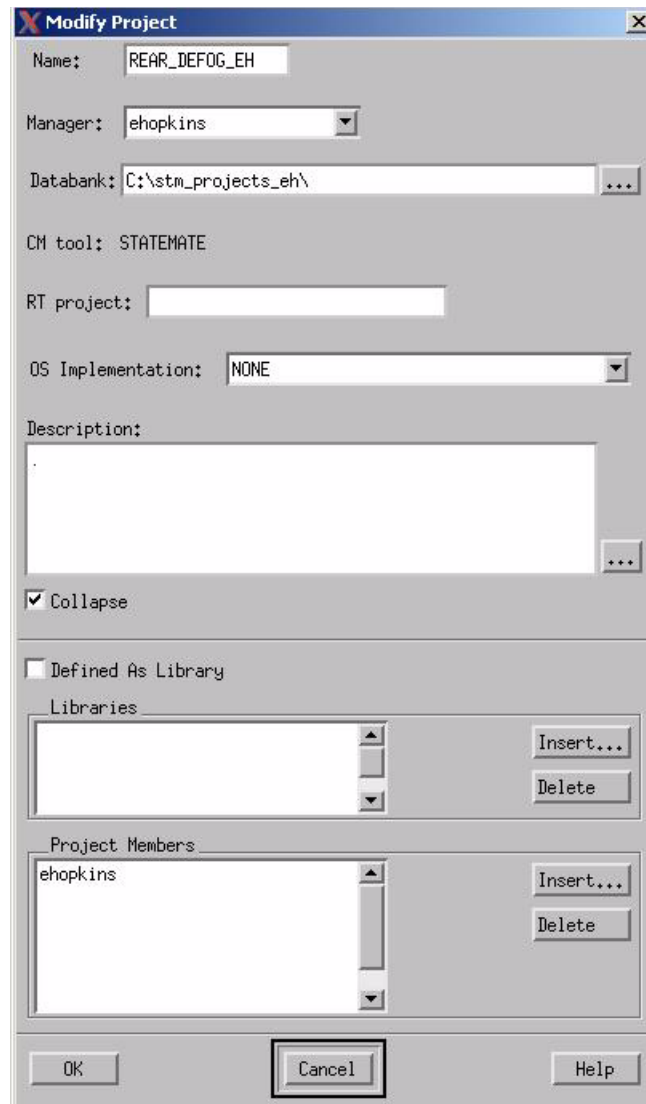 Modify Project
Name: REAR_DEFOG_EH
Manager: ehopkins
Databank: C:\stm_projects_eh\ ...
CM tool: STATEMATE
RT project:
OS Implementation: NONE
Description:
.
...
Collapse
Defined As Library
Libraries
Insert...
Delete
Project Members
ehopkins
Insert...
Delete
OK Cancel Help